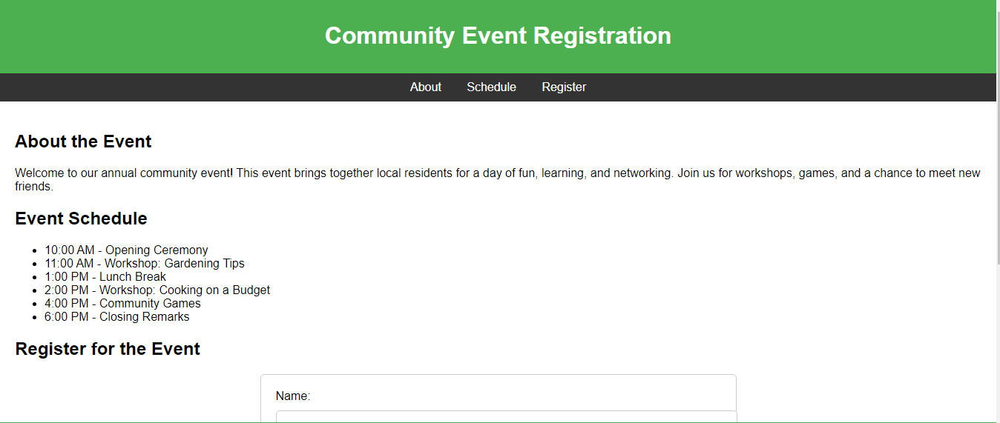 Community Event Registration
About Schedule Register
About the Event
Welcome to our annual community event! This event brings together local residents for a day of fun, learning, and networking. Join us for workshops, games, and a chance to meet new
friends.
Event Schedule
10:00 AM - Opening Ceremony
11:00 AM - Workshop: Gardening Tips
1:00 PM - Lunch Break
2:00 PM - Workshop: Cooking on a Budget
4:00 PM - Community Games
6:00 PM - Closing Remarks
Register for the Event
Name: